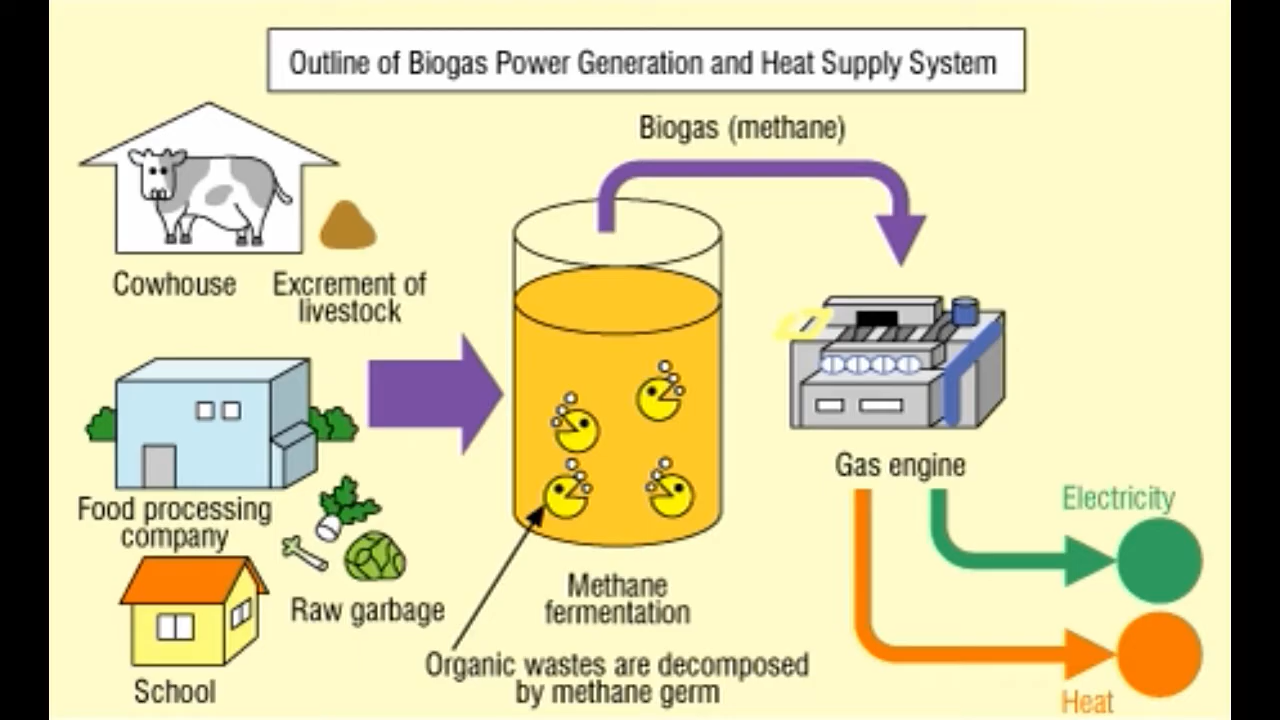 Outline of Biogas Power Generation and Heat Supply System
Biogas (methane)
Cowhouse
Excrement of
livestock
Food processing
company
Raw garbage
School
Methane
fermentation
Organic wastes are decomposed
by methane germ
Gas engine
Electricity
Heat